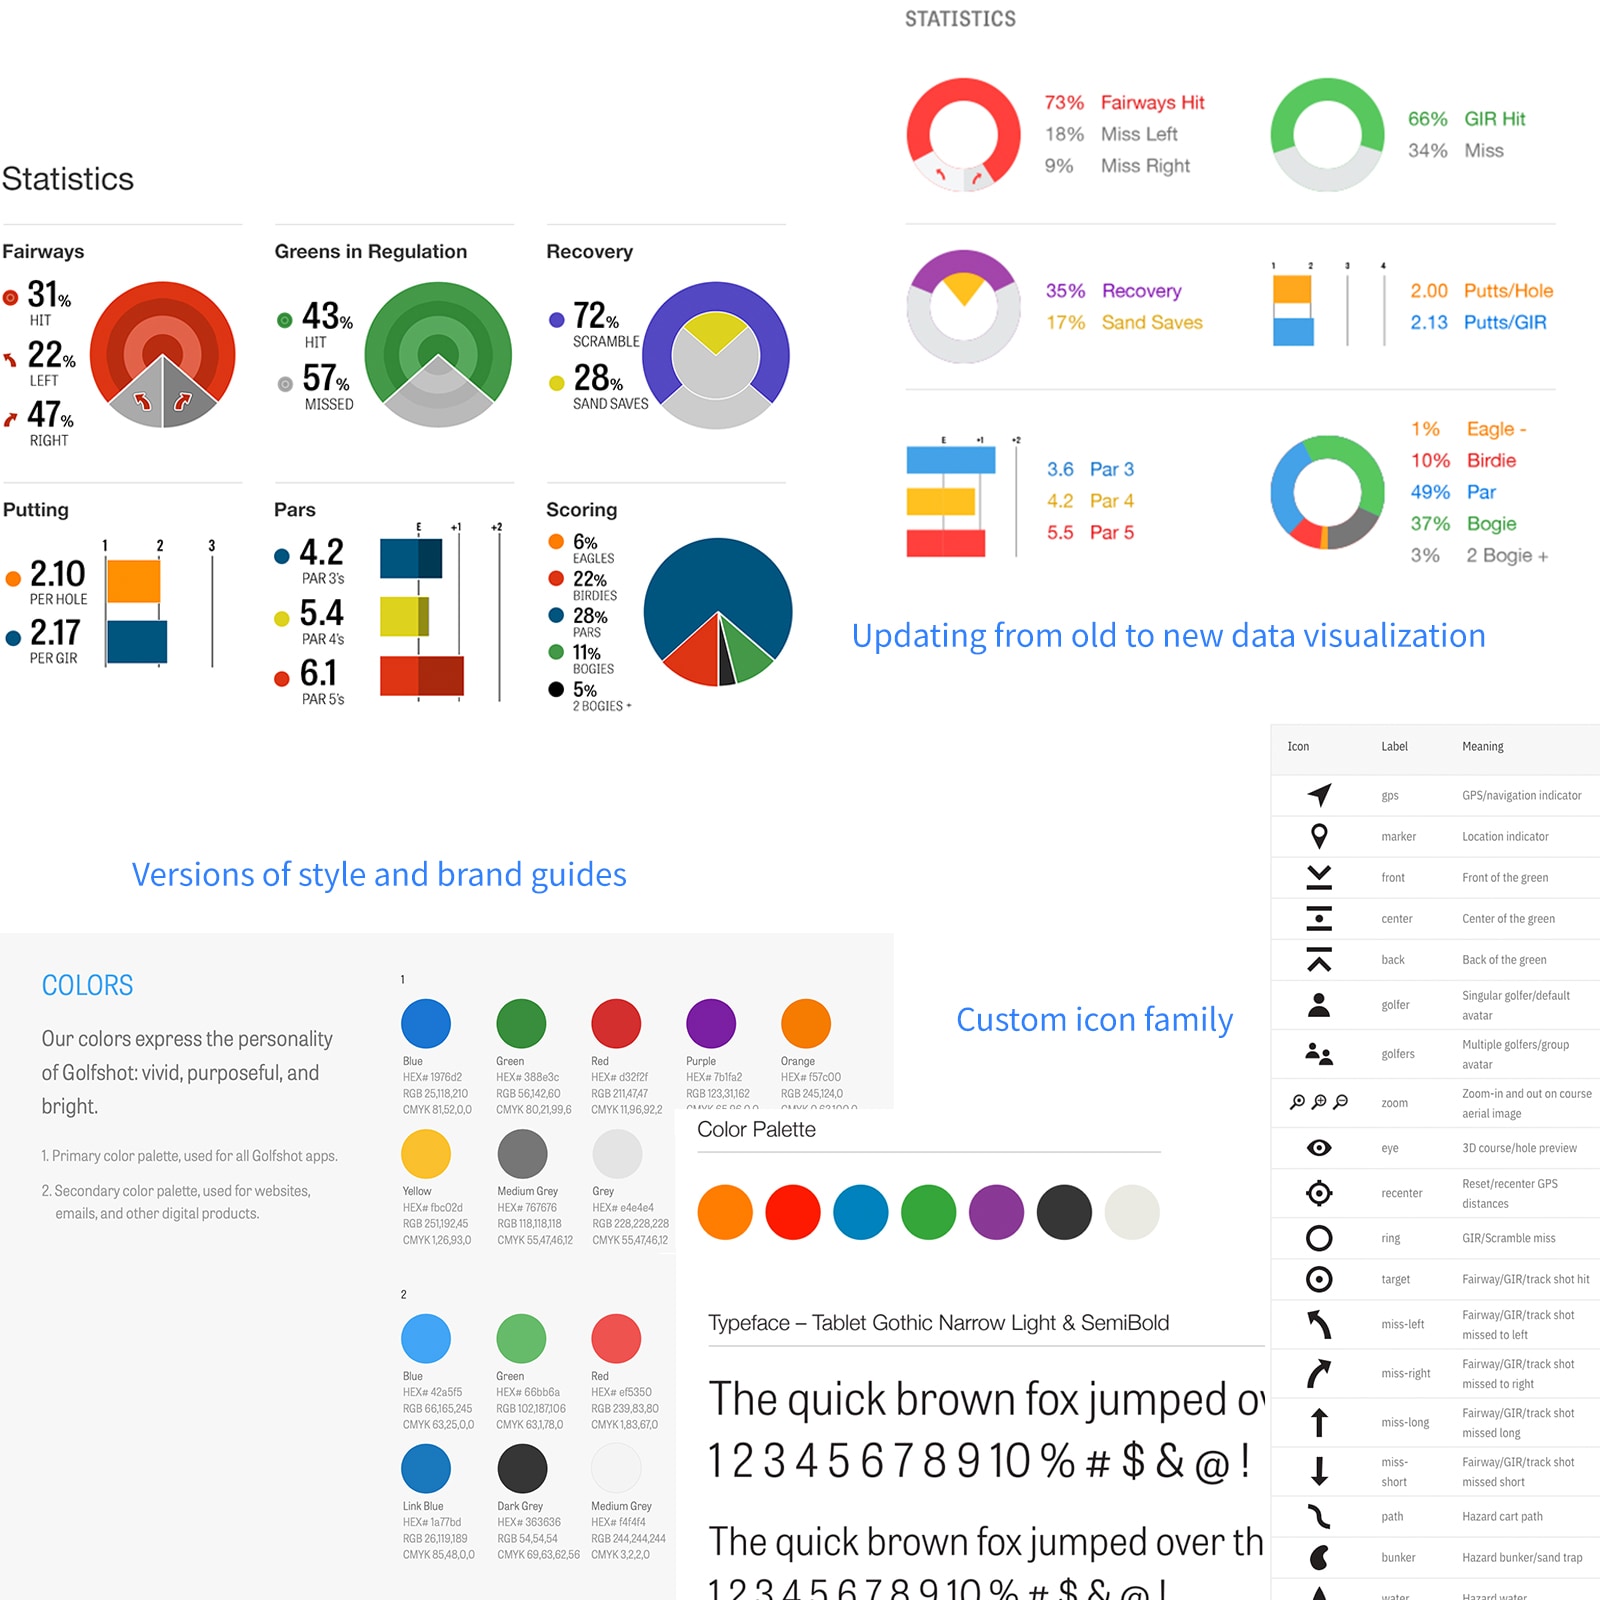 STATISTICS
73% Fairways Hit
18% Miss Left
9% Miss Right
66% GIR Hit
34% Miss
35% Recovery
17% Sand Saves
1 2 3 4
2.00 Putts/Hole
2.13 Putts/GIR
E +1 +2
3.6 Par 3
4.2 Par 4
5.5 Par 5
1% Eagle -
10% Birdie
49% Par
37% Bogie
3% 2 Bogie +
Updating from old to new data visualization
Statistics
Fairways
31%
HIT
22%
LEFT
47%
RIGHT
Greens in Regulation
43%
HIT
57%
MISSED
Recovery
72%
SCRAMBLE
28%
SAND SAVES
Putting
1 2 3
2.10
PER HOLE
2.17
PER GIR
Pars
E +1 +2
4.2
PAR 3's
5.4
PAR 4's
6.1
PAR 5's
Scoring
6%
EAGLES
22%
BIRDIES
28%
PARS
11%
BOGIES
5%
2 BOGIES +
Versions of style and brand guides
COLORS
Our colors express the personality
of Golfshot: vivid, purposeful, and
bright.
1. Primary color palette, used for all Golfshot apps.
2. Secondary color palette, used for websites,
emails, and other digital products.
1
Blue
HEX# 1976d2
RGB 25,118,210
CMYK 81,52,0,0
Green
HEX# 388e3c
RGB 56,142,60
CMYK 80,21,99,6
Red
HEX# d32f2f
RGB 211,47,47
CMYK 11,96,92,2
Purple
HEX# 7b1fa2
RGB 123,31,162
Orange
HEX# f57c00
RGB 245,124,0
Yellow
HEX# fbc02d
RGB 251,192,45
CMYK 1,26,93,0
Medium Grey
HEX# 767676
RGB 118,118,118
CMYK 55,47,46,12
Grey
HEX# e4e4e4
RGB 228,228,228
CMYK 55,47,46,12
2
Blue
HEX# 42a5f5
RGB 66,165,245
CMYK 63,25,0,0
Green
HEX# 66bb6a
RGB 102,187,106
CMYK 63,1,78,0
Red
HEX# ef5350
RGB 239,83,80
CMYK 1,83,67,0
Link Blue
HEX# 1a77bd
RGB 26,119,189
CMYK 85,48,0,0
Dark Grey
HEX# 363636
RGB 54,54,54
CMYK 69,63,62,56
Medium Grey
HEX# f4f4f4
RGB 244,244,244
CMYK 3,2,2,0
Color Palette
Typeface – Tablet Gothic Narrow Light & SemiBold
The quick brown fox jumped ov
1 2 3 4 5 6 7 8 9 10 % # $ & @ !
The quick brown fox jumped over th
1 2 3 4 5 6 7 8 9 10 % # $ & @ !
Custom icon family
Icon Label Meaning
gps GPS/navigation indicator
marker Location indicator
front Front of the green
center Center of the green
back Back of the green
golfer Singular golfer/default
avatar
golfers Multiple golfers/group
avatar
zoom Zoom-in and out on course
aerial image
eye 3D course/hole preview
recenter Reset/recenter GPS
distances
ring GIR/Scramble miss
target Fairway/GIR/track shot hit
miss-left Fairway/GIR/track shot
missed to left
miss-right Fairway/GIR/track shot
missed to right
miss-long Fairway/GIR/track shot
missed long
miss-
short Fairway/GIR/track shot
missed short
path Hazard cart path
bunker Hazard bunker/sand trap
water Hazard water